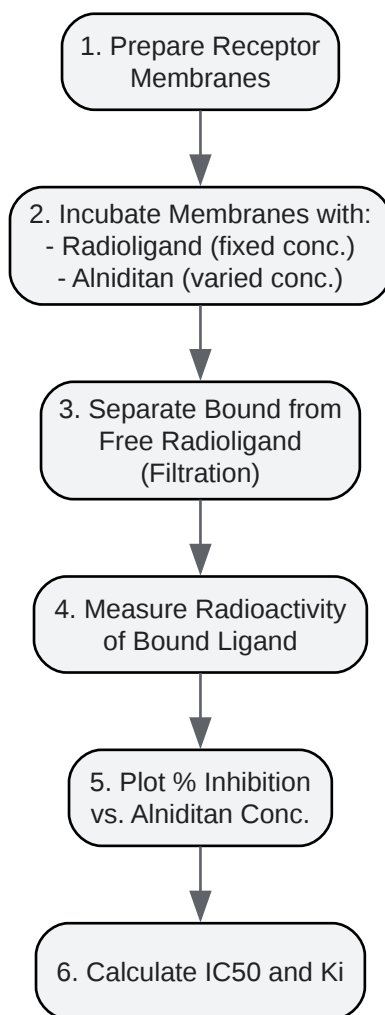 1. Prepare Receptor
Membranes
2. Incubate Membranes with:
- Radioligand (fixed conc.)
- Alniditan (varied conc.)
3. Separate Bound from
Free Radioligand
(Filtration)
4. Measure Radioactivity
of Bound Ligand
5. Plot % Inhibition
vs. Alniditan Conc.
6. Calculate IC50 and Ki